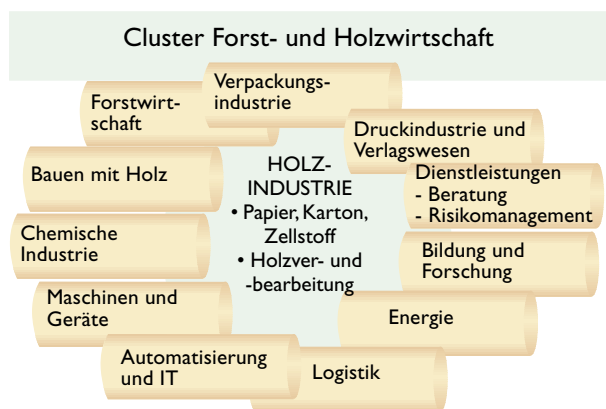 Cluster Forst- und Holzwirtschaft
Verpackungs-
industrie
Forstwirt-
schaft
Druckindustrie und
Verlagswesen
Bauen mit Holz
HOLZ-
INDUSTRIE
• Papier, Karton,
Zellstoff
• Holzver- und
-bearbeitung
Dienstleistungen
- Beratung
- Risikomanagement
Chemische
Industrie
Bildung und
Forschung
Maschinen und
Geräte
Energie
Automatisierung
und IT
Logistik